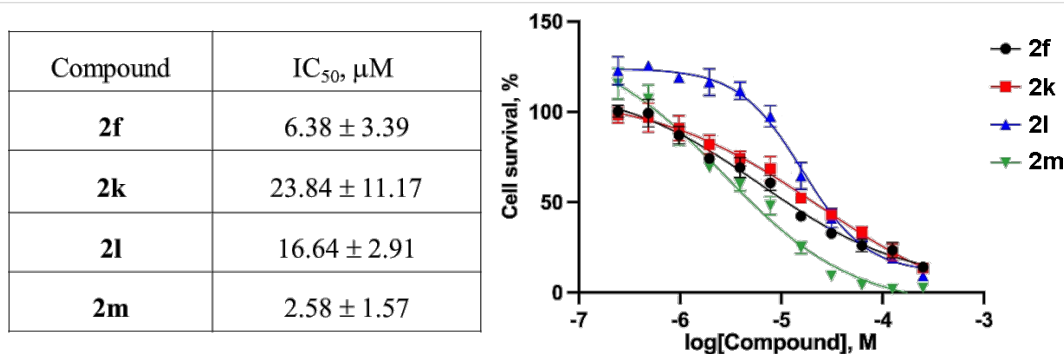 Compound IC₅₀, μM
2f 6.38 ± 3.39
2k 23.84 ± 11.17
2l 16.64 ± 2.91
2m 2.58 ± 1.57
Cell survival, %
150
100
50
0
-7 -6 -5 -4 -3
log[Compound], M
2f
2k
2l
2m